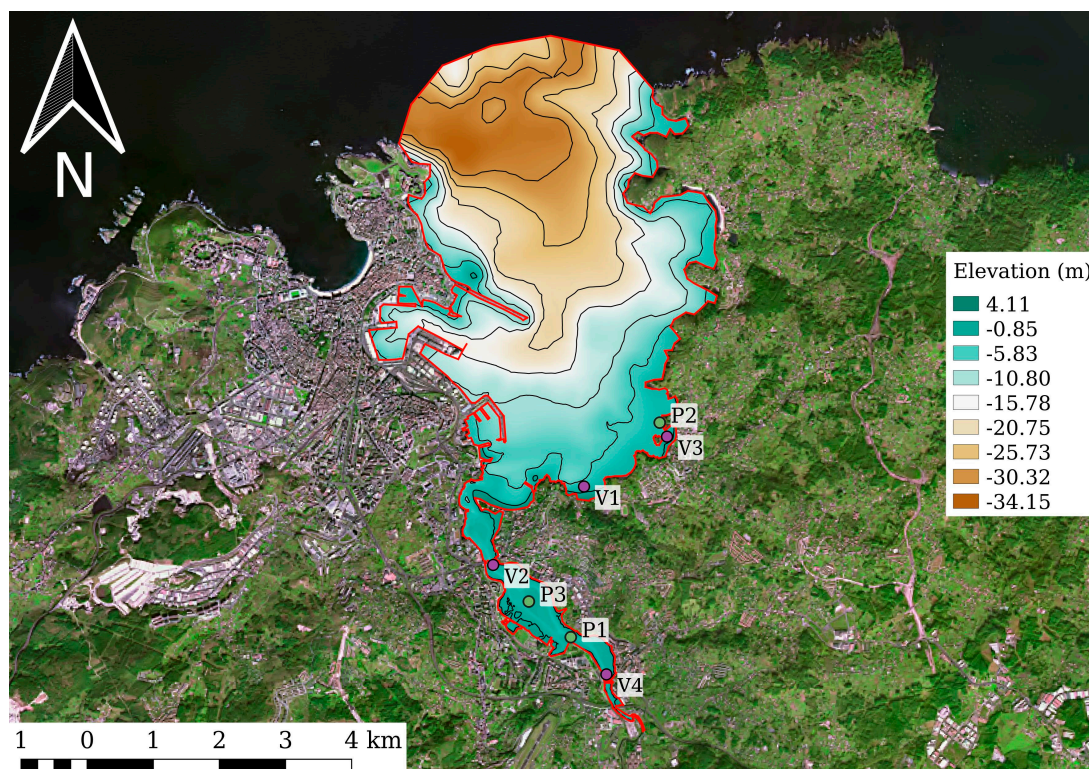 N
Elevation (m)
4.11
-0.85
-5.83
-10.80
-15.78
-20.75
-25.73
-30.32
-34.15
P2
V3
V1
V2
P3
P1
V4
1 0 1 2 3 4 km